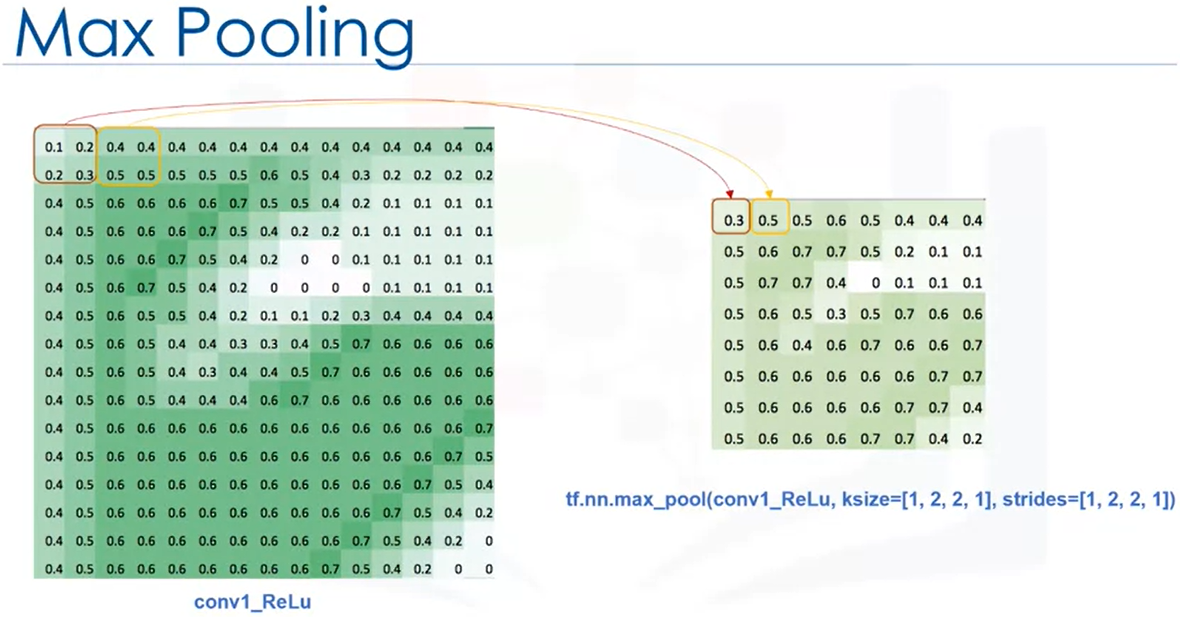 Max Pooling
0.1 0.2 0.4 0.4 0.4 0.4 0.4 0.4 0.4 0.4 0.4 0.4 0.4 0.4 0.4
0.2 0.3 0.5 0.5 0.5 0.5 0.5 0.6 0.5 0.4 0.3 0.2 0.2 0.2 0.2
0.4 0.5 0.6 0.6 0.6 0.6 0.7 0.5 0.5 0.4 0.2 0.1 0.1 0.1 0.1
0.4 0.5 0.6 0.6 0.6 0.7 0.5 0.4 0.2 0.2 0.1 0.1 0.1 0.1 0.1
0.4 0.5 0.6 0.6 0.7 0.5 0.4 0.2 0 0 0.1 0.1 0.1 0.1 0.1
0.4 0.5 0.6 0.7 0.5 0.4 0.2 0 0 0 0 0.1 0.1 0.1 0.1
0.4 0.5 0.6 0.5 0.5 0.4 0.2 0.1 0.1 0.2 0.3 0.4 0.4 0.4 0.4
0.4 0.5 0.6 0.5 0.4 0.4 0.3 0.3 0.4 0.5 0.7 0.6 0.6 0.6 0.6
0.4 0.5 0.6 0.5 0.4 0.3 0.4 0.4 0.5 0.7 0.6 0.6 0.6 0.6 0.6
0.4 0.5 0.6 0.5 0.4 0.4 0.4 0.6 0.7 0.6 0.6 0.6 0.6 0.6 0.6
0.4 0.5 0.6 0.6 0.6 0.6 0.6 0.6 0.6 0.6 0.6 0.6 0.6 0.6 0.7
0.4 0.5 0.6 0.6 0.6 0.6 0.6 0.6 0.6 0.6 0.6 0.6 0.6 0.7 0.5
0.4 0.5 0.6 0.6 0.6 0.6 0.6 0.6 0.6 0.6 0.6 0.6 0.7 0.5 0.4
0.4 0.5 0.6 0.6 0.6 0.6 0.6 0.6 0.6 0.6 0.6 0.7 0.5 0.4 0.2
0.4 0.5 0.6 0.6 0.6 0.6 0.6 0.6 0.6 0.6 0.7 0.5 0.4 0.2 0
0.4 0.5 0.6 0.6 0.6 0.6 0.6 0.6 0.6 0.7 0.5 0.4 0.2 0 0
conv1_ReLu
0.3 0.5 0.5 0.6 0.5 0.4 0.4 0.4
0.5 0.6 0.7 0.7 0.5 0.2 0.1 0.1
0.5 0.7 0.7 0.4 0 0.1 0.1 0.1
0.5 0.6 0.5 0.3 0.5 0.7 0.6 0.6
0.5 0.6 0.4 0.6 0.7 0.6 0.6 0.7
0.5 0.6 0.6 0.6 0.6 0.6 0.7 0.7
0.5 0.6 0.6 0.6 0.6 0.7 0.7 0.4
0.5 0.6 0.6 0.6 0.7 0.7 0.4 0.2
tf.nn.max_pool(conv1_ReLu, ksize=[1, 2, 2, 1], strides=[1, 2, 2, 1])